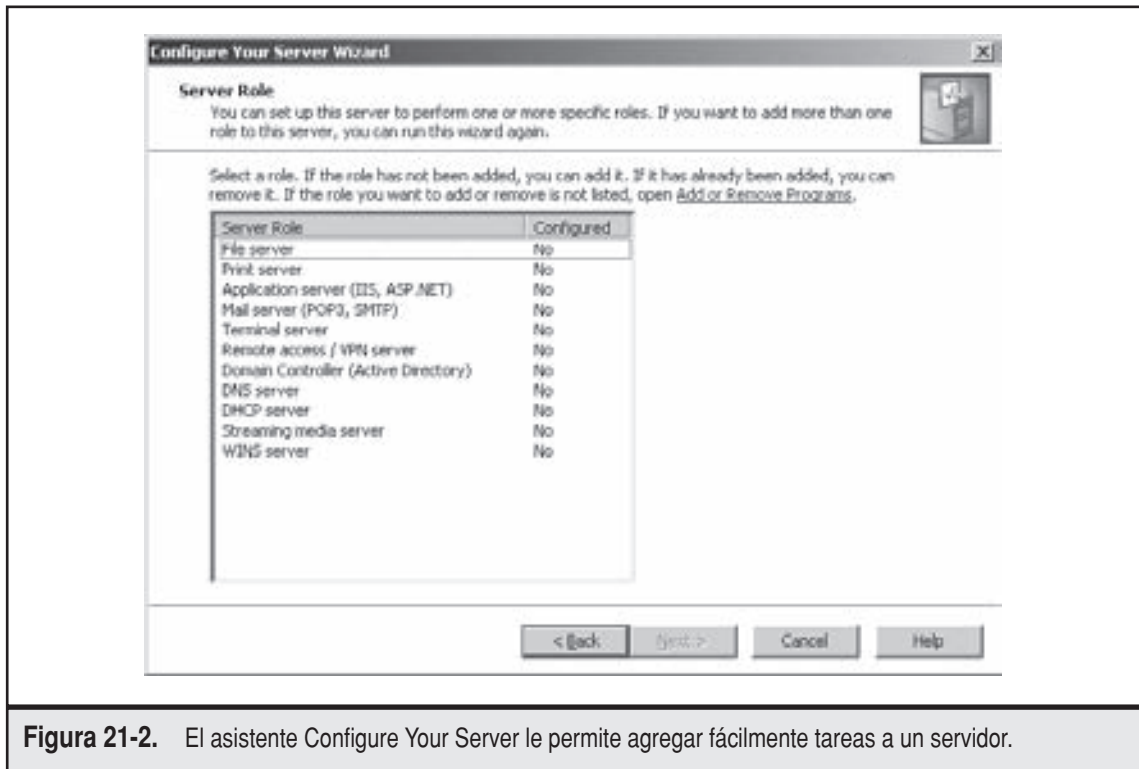 Configure Your Server Wizard
Server Role
You can set up this server to perform one or more specific roles. If you want to add more than one
role to this server, you can run this wizard again.
Select a role. If the role has not been added, you can add it. If it has already been added, you can
remove it. If the role you want to add or remove is not listed, open Add or Remove Programs.
Server Role Configured
File server No
Print server No
Application server (IIS, ASP.NET) No
Mail server (POP3, SMTP) No
Terminal server No
Remote access / VPN server No
Domain Controller (Active Directory) No
DNS server No
DHCP server No
Streaming media server No
WINS server No
< Back Next > Cancel Help
Figura 21-2. El asistente Configure Your Server le permite agregar fácilmente tareas a un servidor.